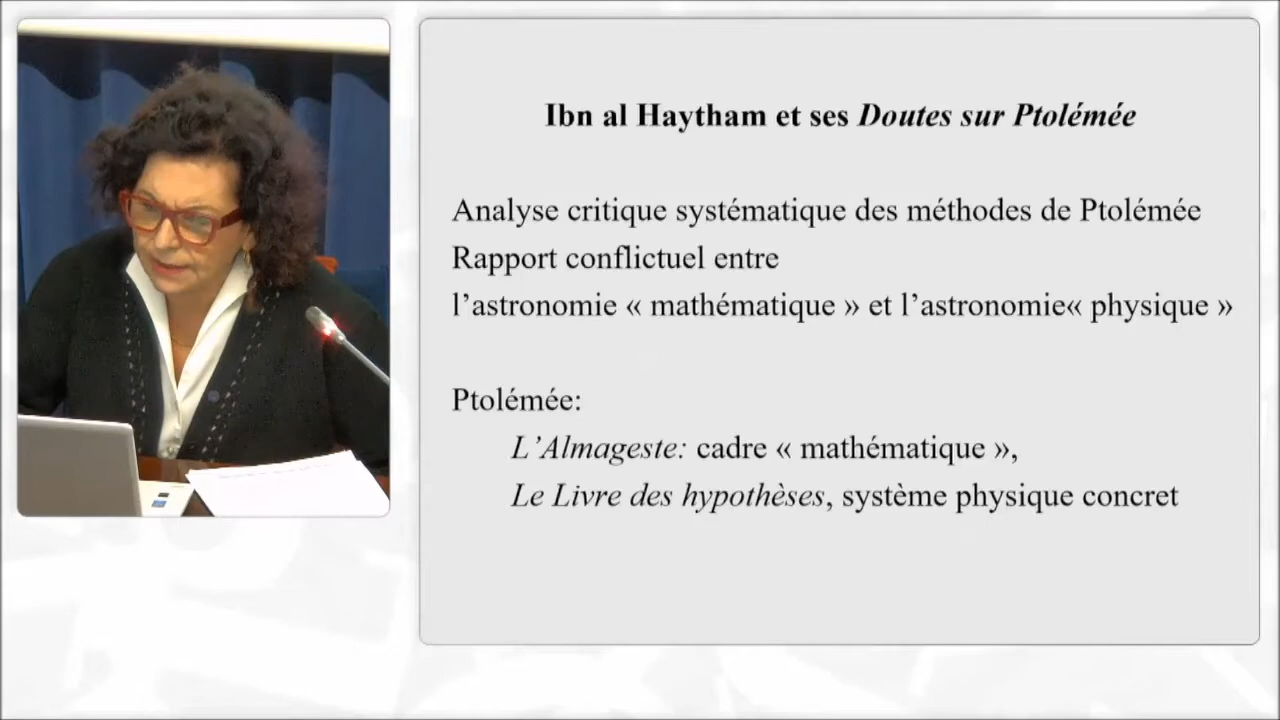 Ibn al Haytham et ses Doutes sur Ptolémée
Analyse critique systématique des méthodes de Ptolémée
Rapport conflictuel entre
l’astronomie « mathématique » et l’astronomie« physique »
Ptolémée:
L’Almageste: cadre « mathématique »,
Le Livre des hypothèses, système physique concret